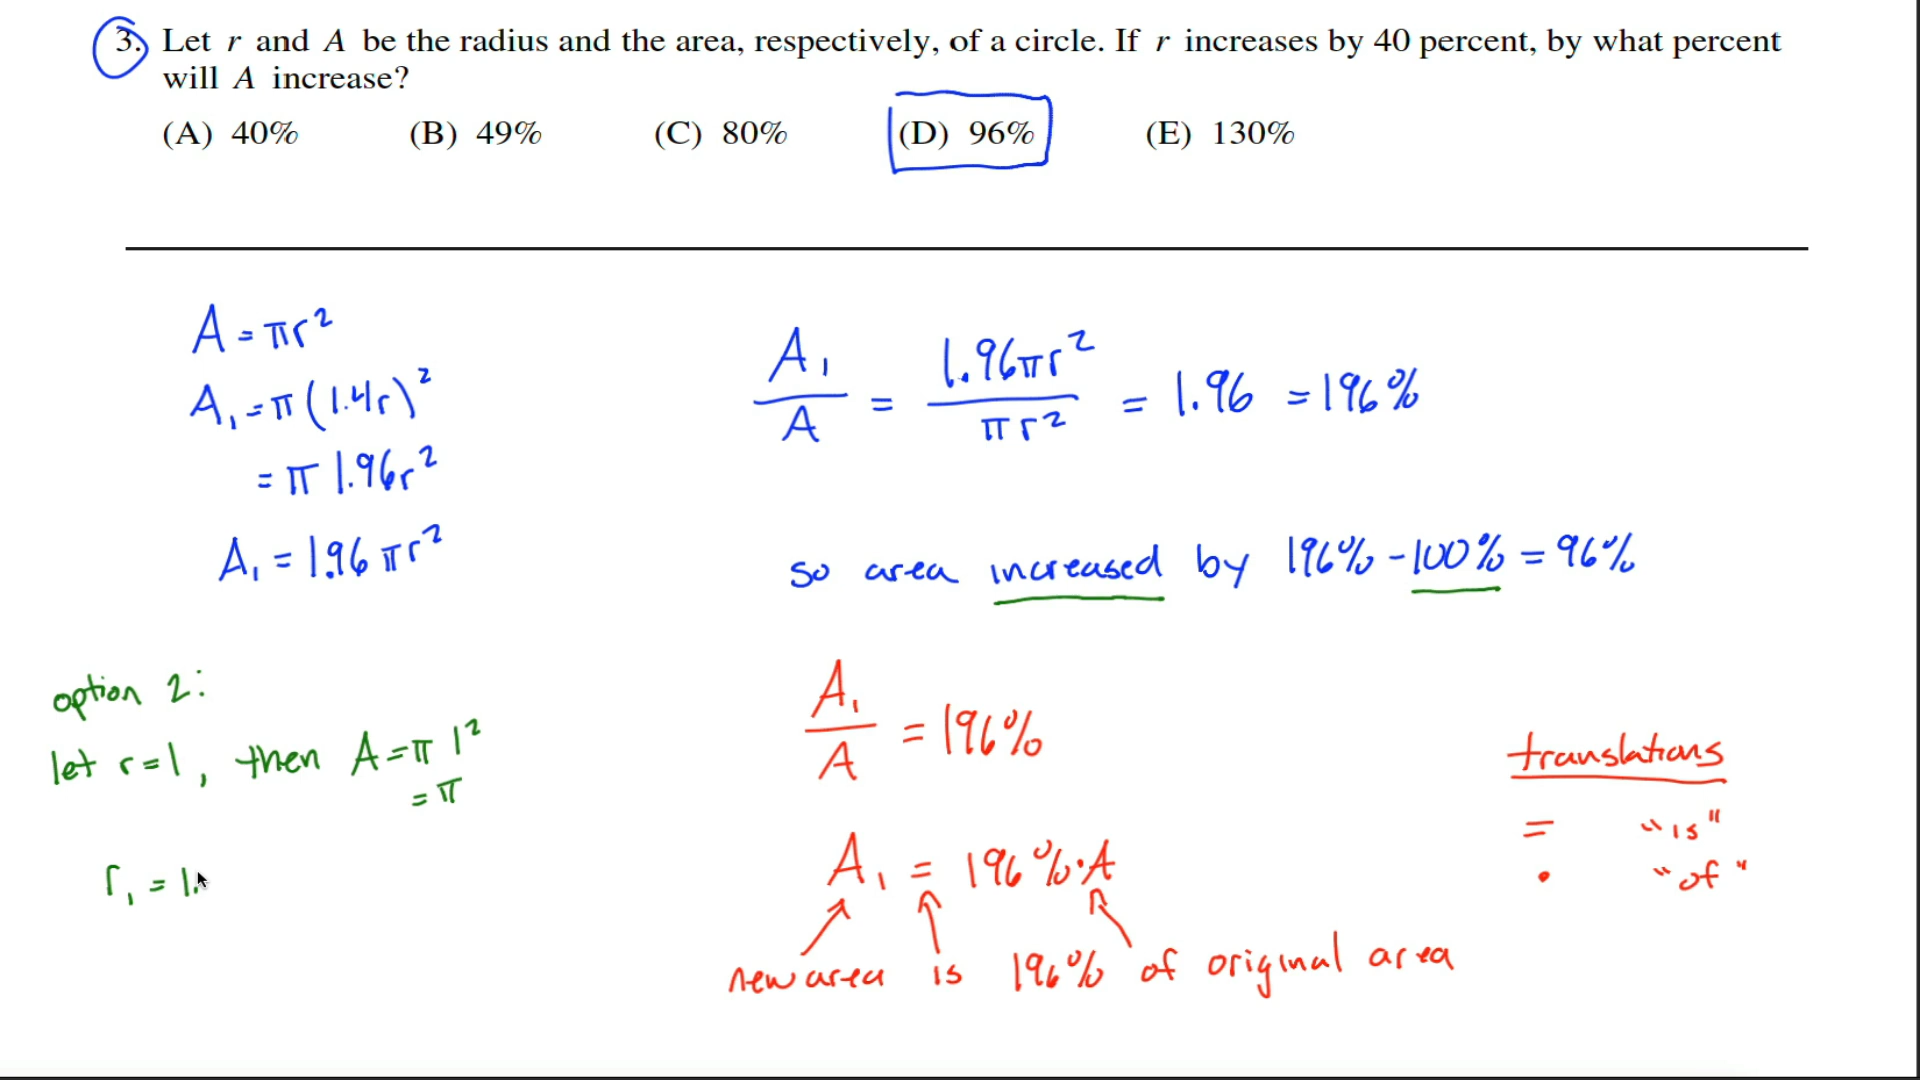 3. Let r and A be the radius and the area, respectively, of a circle. If r increases by 40 percent, by what percent
will A increase?
(A) 40% (B) 49% (C) 80% (D) 96% (E) 130%
A = πr²
A₁ = π(1.4r)²
= π 1.96r²
A₁ = 1.96 πr²
A₁/A = 1.96πr²/πr² = 1.96 = 196%
so area increased by 196% - 100% = 96%
option 2:
let r=1, then A = π 1²
= π
r₁ = 1.
A₁/A = 196%
A₁ = 196% · A
new area is 196% of original area
translations
= "is"
· "of"